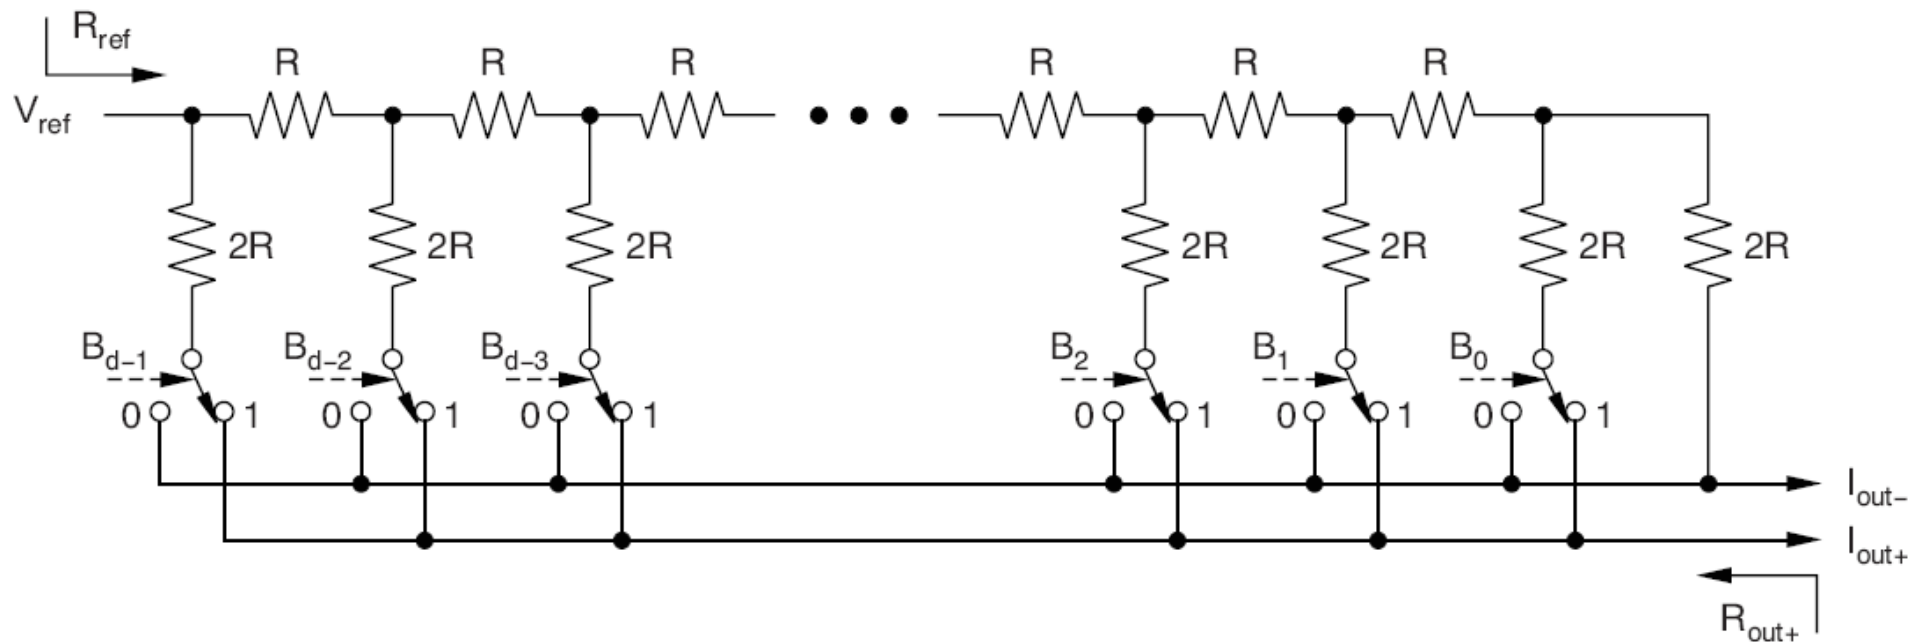 R_ref
R R R R R R
V_ref
2R 2R 2R 2R 2R 2R 2R
B_d−1 B_d−2 B_d−3 B_2 B_1 B_0
0 1 0 1 0 1 0 1 0 1 0 1
I_out−
I_out+
R_out+